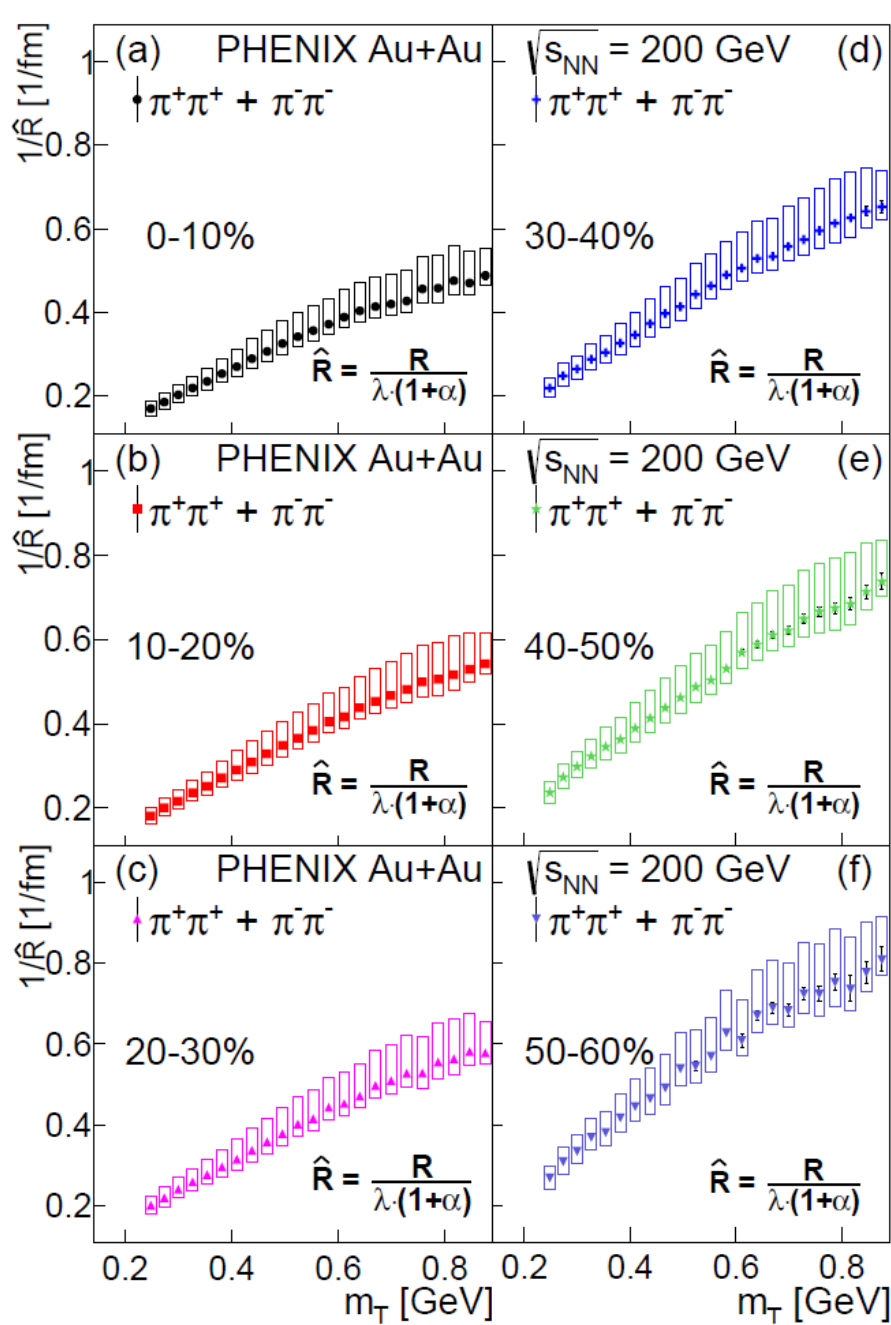 (a) PHENIX Au+Au
π⁺π⁺ + π⁻π⁻
0-10%
R̂ = R / λ·(1+α)
1/R̂ [1/fm]
1
0.8
0.6
0.4
0.2
√sNN = 200 GeV (d)
π⁺π⁺ + π⁻π⁻
30-40%
R̂ = R / λ·(1+α)
(b) PHENIX Au+Au
π⁺π⁺ + π⁻π⁻
10-20%
R̂ = R / λ·(1+α)
1/R̂ [1/fm]
1
0.8
0.6
0.4
0.2
√sNN = 200 GeV (e)
π⁺π⁺ + π⁻π⁻
40-50%
R̂ = R / λ·(1+α)
(c) PHENIX Au+Au
π⁺π⁺ + π⁻π⁻
20-30%
R̂ = R / λ·(1+α)
1/R̂ [1/fm]
1
0.8
0.6
0.4
0.2
√sNN = 200 GeV (f)
π⁺π⁺ + π⁻π⁻
50-60%
R̂ = R / λ·(1+α)
0.2 0.4 0.6 0.8
mT [GeV]
0.2 0.4 0.6 0.8
mT [GeV]